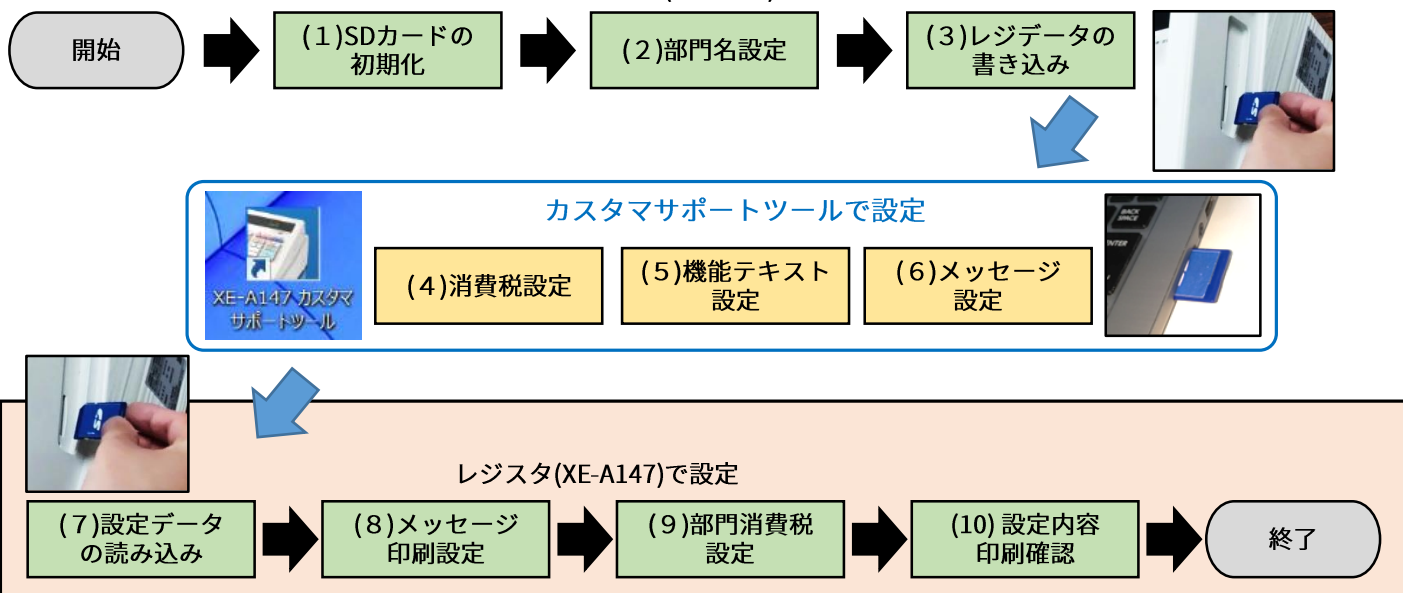 開始
(１)SDカードの
初期化
(２)部門名設定
(３)レジデータの
書き込み
カスタマサポートツールで設定
XE-A147 カスタマ
サポートツール
(４)消費税設定
(５)機能テキスト
設定
(６)メッセージ
設定
BACK
SPACE
ENTER
レジスタ(XE-A147)で設定
(７)設定データ
の読み込み
(８)メッセージ
印刷設定
(９)部門消費税
設定
(10) 設定内容
印刷確認
終了